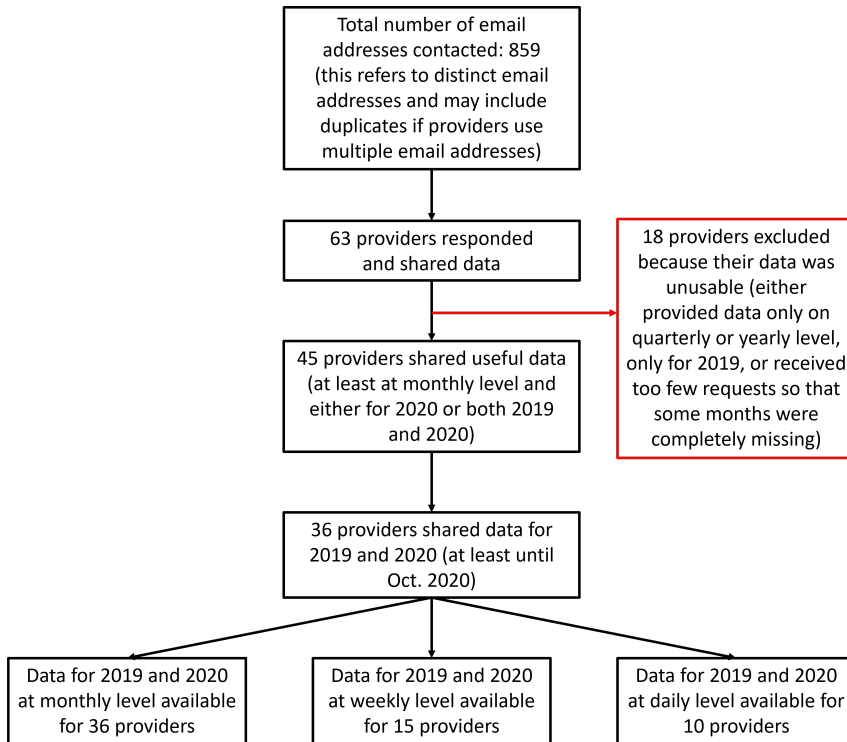 Total number of email
addresses contacted: 859
(this refers to distinct email
addresses and may include
duplicates if providers use
multiple email addresses)
63 providers responded
and shared data
18 providers excluded
because their data was
unusable (either
provided data only on
quarterly or yearly level,
only for 2019, or received
too few requests so that
some months were
completely missing)
45 providers shared useful data
(at least at monthly level and
either for 2020 or both 2019
and 2020)
36 providers shared data for
2019 and 2020 (at least until
Oct. 2020)
Data for 2019 and 2020
at monthly level available
for 36 providers
Data for 2019 and 2020
at weekly level available
for 15 providers
Data for 2019 and 2020
at daily level available for
10 providers